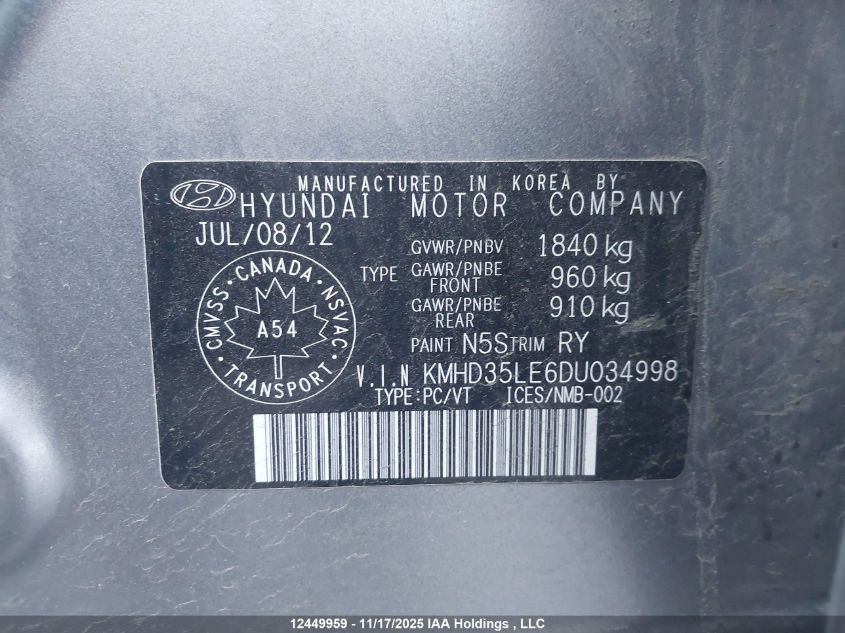 MANUFACTURED IN KOREA BY
HYUNDAI MOTOR COMPANY
JUL/08/12
GVWR/PNBV 1840 kg
TYPE GAWR/PNBE FRONT 960 kg
GAWR/PNBE REAR 910 kg
PAINT N5S TRIM RY
V.I.N KMHD35LE6DU034998
TYPE:PC/VT ICES/NMB-002
CMVSS · CANADA · NSVAC · TRANSPORT ·
A54
12449959 - 11/17/2025 IAA Holdings , LLC